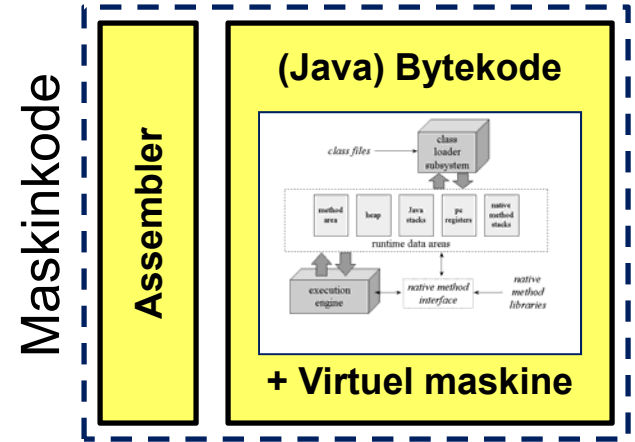 Maskinkode
Assembler
(Java) Bytekode
class files
class
loader
subsystem
method
area
heap
Java
stacks
pc
registers
native
method
stacks
runtime data areas
execution
engine
native method
interface
native
method
libraries
+ Virtuel maskine